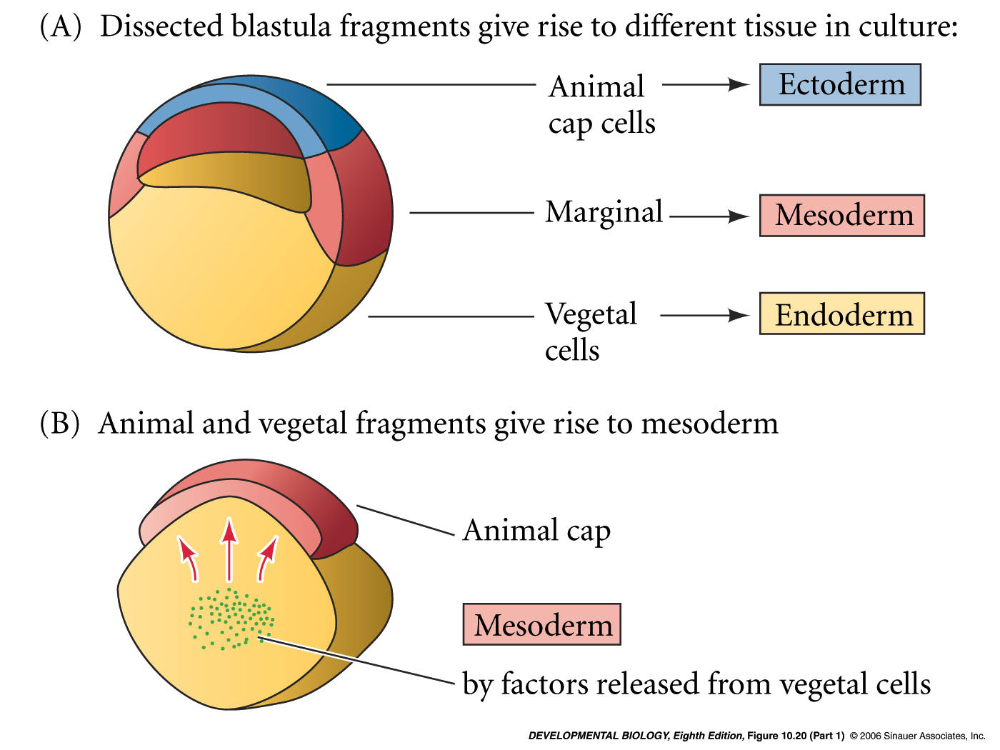 (A) Dissected blastula fragments give rise to different tissue in culture:
Animal
cap cells
Ectoderm
Marginal
Mesoderm
Vegetal
cells
Endoderm
(B) Animal and vegetal fragments give rise to mesoderm
Animal cap
Mesoderm
by factors released from vegetal cells
DEVELOPMENTAL BIOLOGY, Eighth Edition, Figure 10.20 (Part 1) © 2006 Sinauer Associates, Inc.